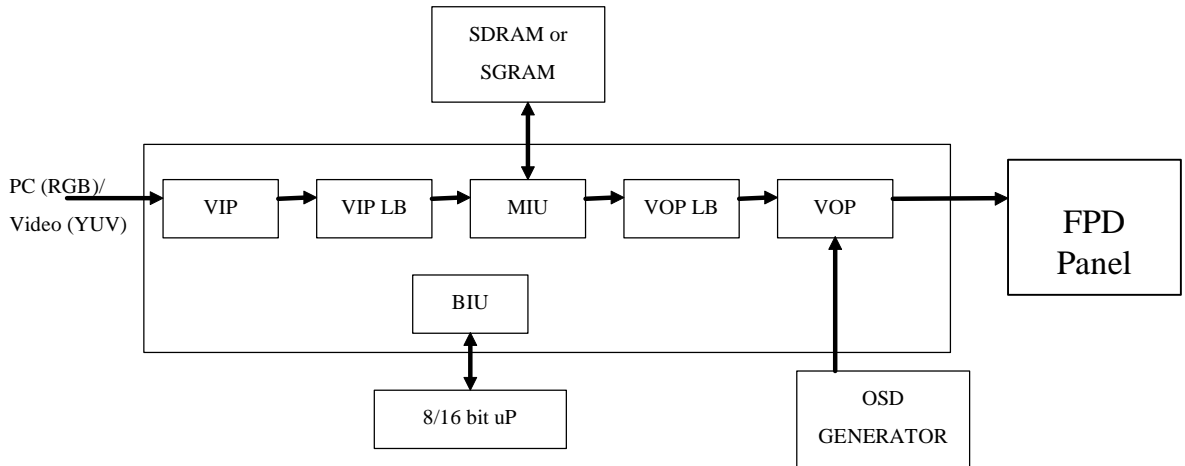 SDRAM or
SGRAM
PC (RGB)/
Video (YUV)
VIP
VIP LB
MIU
VOP LB
VOP
FPD
Panel
BIU
8/16 bit uP
OSD
GENERATOR